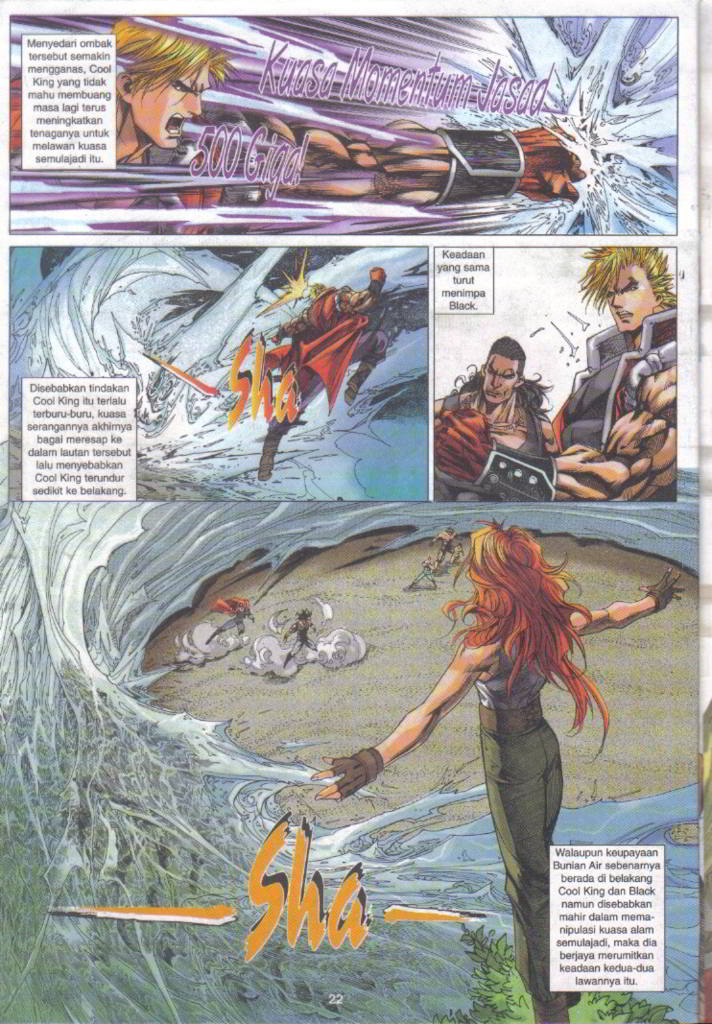 Menyedari ombak
tersebut semakin
mengganas, Cool
King yang tidak
mahu membuang
masa lagi terus
meningkatkan
tenaganya untuk
melawan kuasa
semulajadi itu.
Kuasa Momentum Jasad
500 Giga!
Disebabkan tindakan
Cool King itu terlalu
terburu-buru, kuasa
serangannya akhirnya
bagai meresap ke
dalam lautan tersebut
lalu menyebabkan
Cool King terundur
sedikit ke belakang.
Sha
Keadaan
yang sama
turut
menimpa
Black.
Sha
Walaupun keupayaan
Bunian Air sebenarnya
berada di belakang
Cool King dan Black
namun disebabkan
mahir dalam mema-
nipulasi kuasa alam
semulajadi, maka dia
berjaya merumitkan
keadaan kedua-dua
lawannya itu.
22